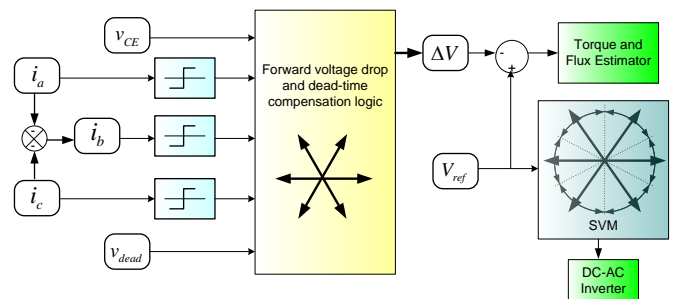 v_CE
i_a
i_b
i_c
v_dead
Forward voltage drop
and dead-time
compensation logic
ΔV
-
+
Torque and
Flux Estimator
V_ref
SVM
DC-AC
Inverter